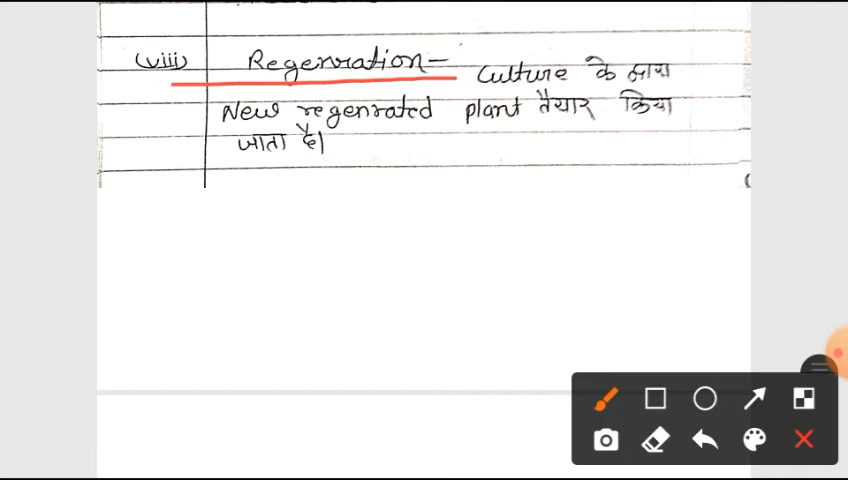 (viii) Regenration - culture के द्वारा
New regenrated plant तैयार किया
जाता है।